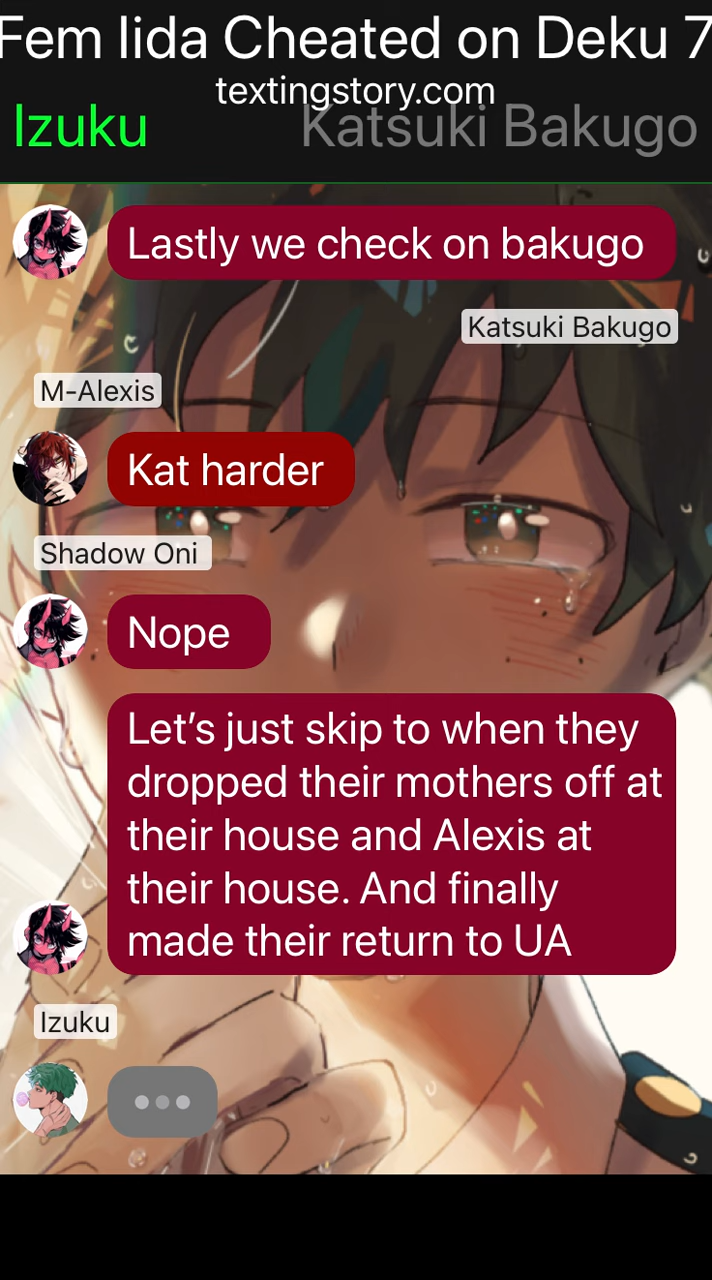 Fem Iida Cheated on Deku 7
textingstory.com
Izuku
Katsuki Bakugo
Lastly we check on bakugo
Katsuki Bakugo
M-Alexis
Kat harder
Shadow Oni
Nope
Let’s just skip to when they
dropped their mothers off at
their house and Alexis at
their house. And finally
made their return to UA
Izuku